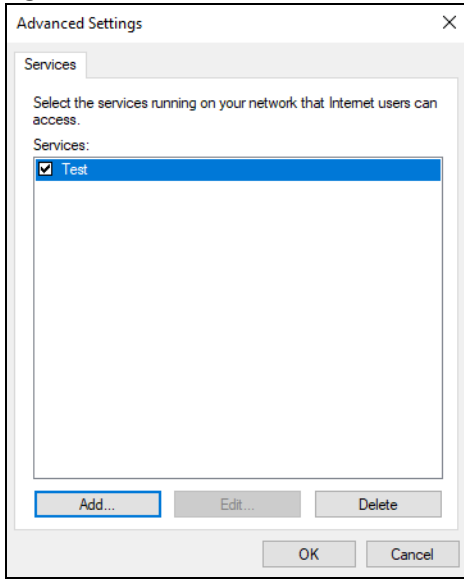 Advanced Settings
Services
Select the services running on your network that Internet users can
access.
Services:
Test
Add...
Edit...
Delete
OK
Cancel